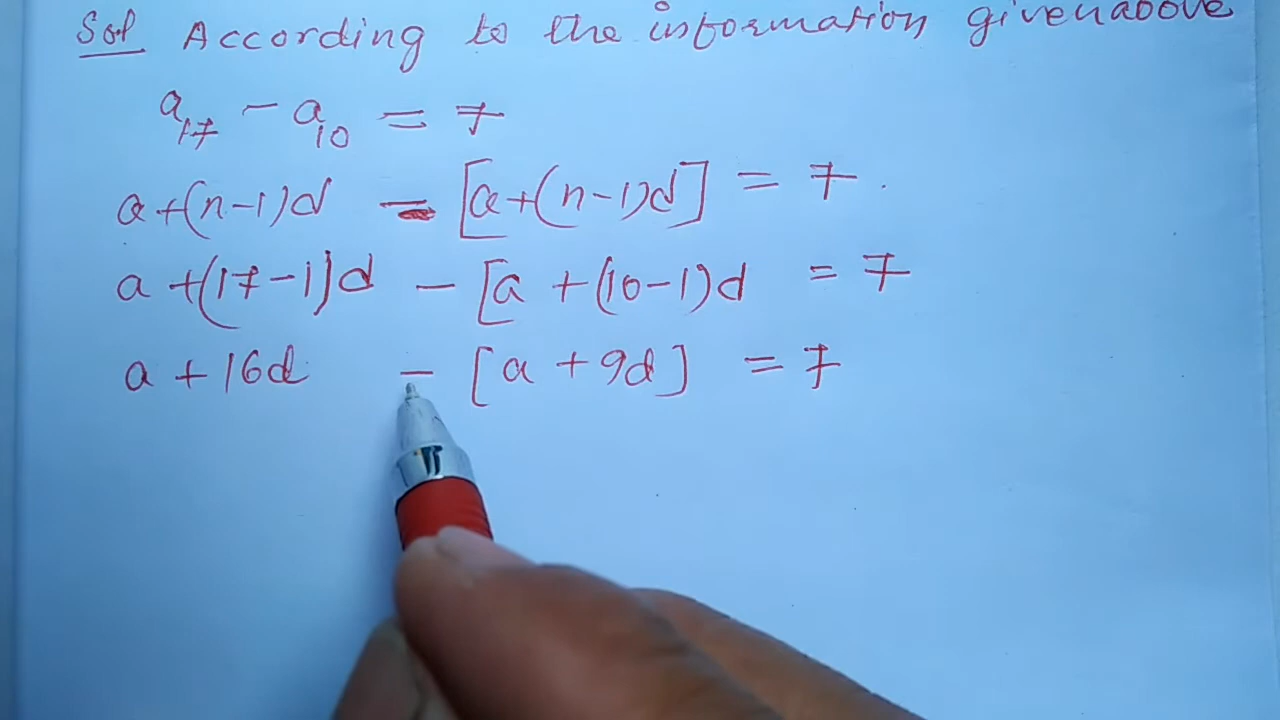 Sol According to the information given above
a17 - a10 = 7
a+(n-1)d - [a+(n-1)d] = 7
a +(17-1)d - [a +(10-1)d = 7
a + 16d - [a + 9d] = 7